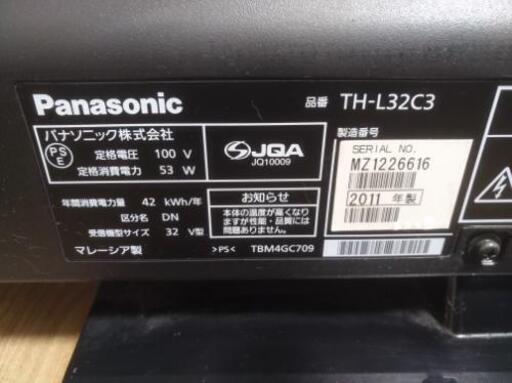 Panasonic
品番 TH-L32C3
パナソニック株式会社
PS
E
定格電圧 100 V
定格消費電力 53 W
JQA
JQ10009
製造番号
SERIAL NO.
MZ1226616
2011 年製
年間消費電力量 42 kWh/年
区分名 DN
受信機型サイズ 32 V型
お知らせ
本体の温度が高くなり
ますが性能・品質には
問題ありません。
マレーシア製
>PS< TBM4GC709